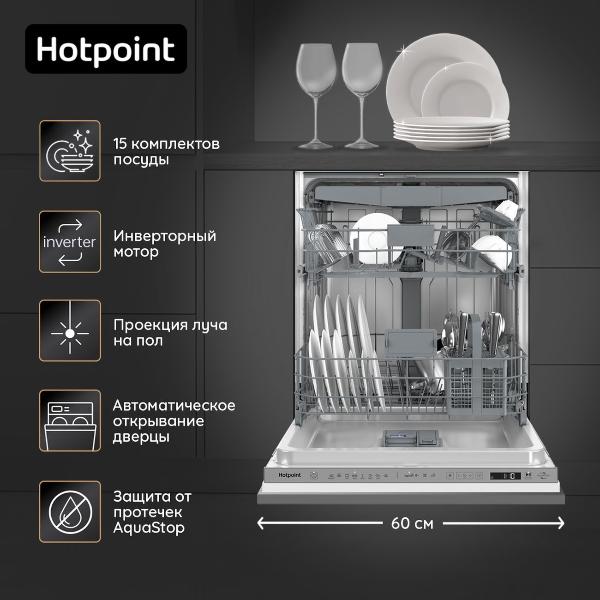 Hotpoint
15 комплектов
посуды
inverter
Инверторный
мотор
Проекция луча
на пол
Автоматическое
открывание
дверцы
Защита от
протечек
AquaStop
Hotpoint
60 см